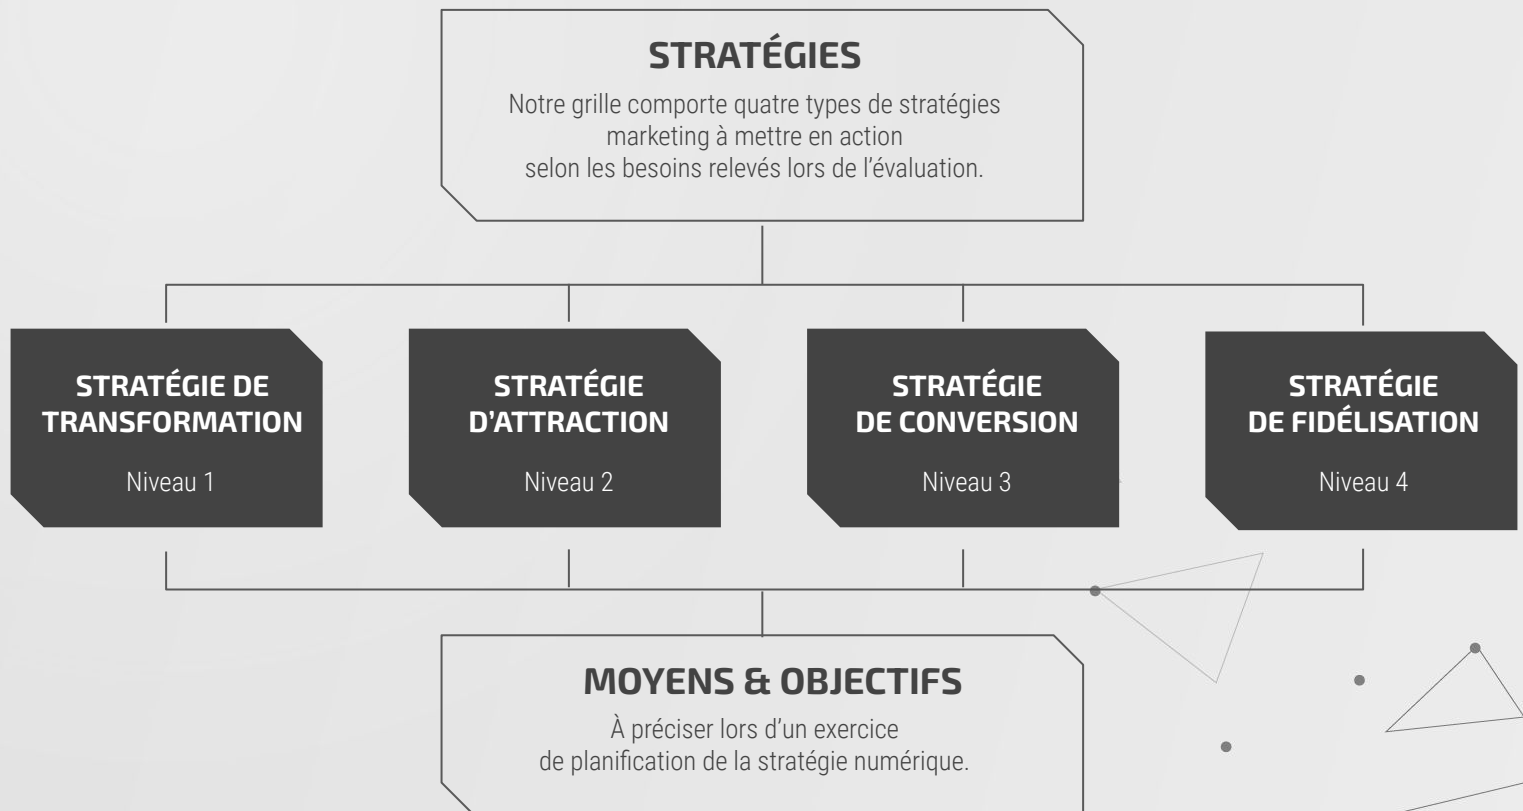 STRATÉGIES
Notre grille comporte quatre types de stratégies
marketing à mettre en action
selon les besoins relevés lors de l'évaluation.
STRATÉGIE DE
TRANSFORMATION
Niveau 1
STRATÉGIE
D'ATTRACTION
Niveau 2
STRATÉGIE
DE CONVERSION
Niveau 3
STRATÉGIE
DE FIDÉLISATION
Niveau 4
MOYENS & OBJECTIFS
À préciser lors d'un exercice
de planification de la stratégie numérique.